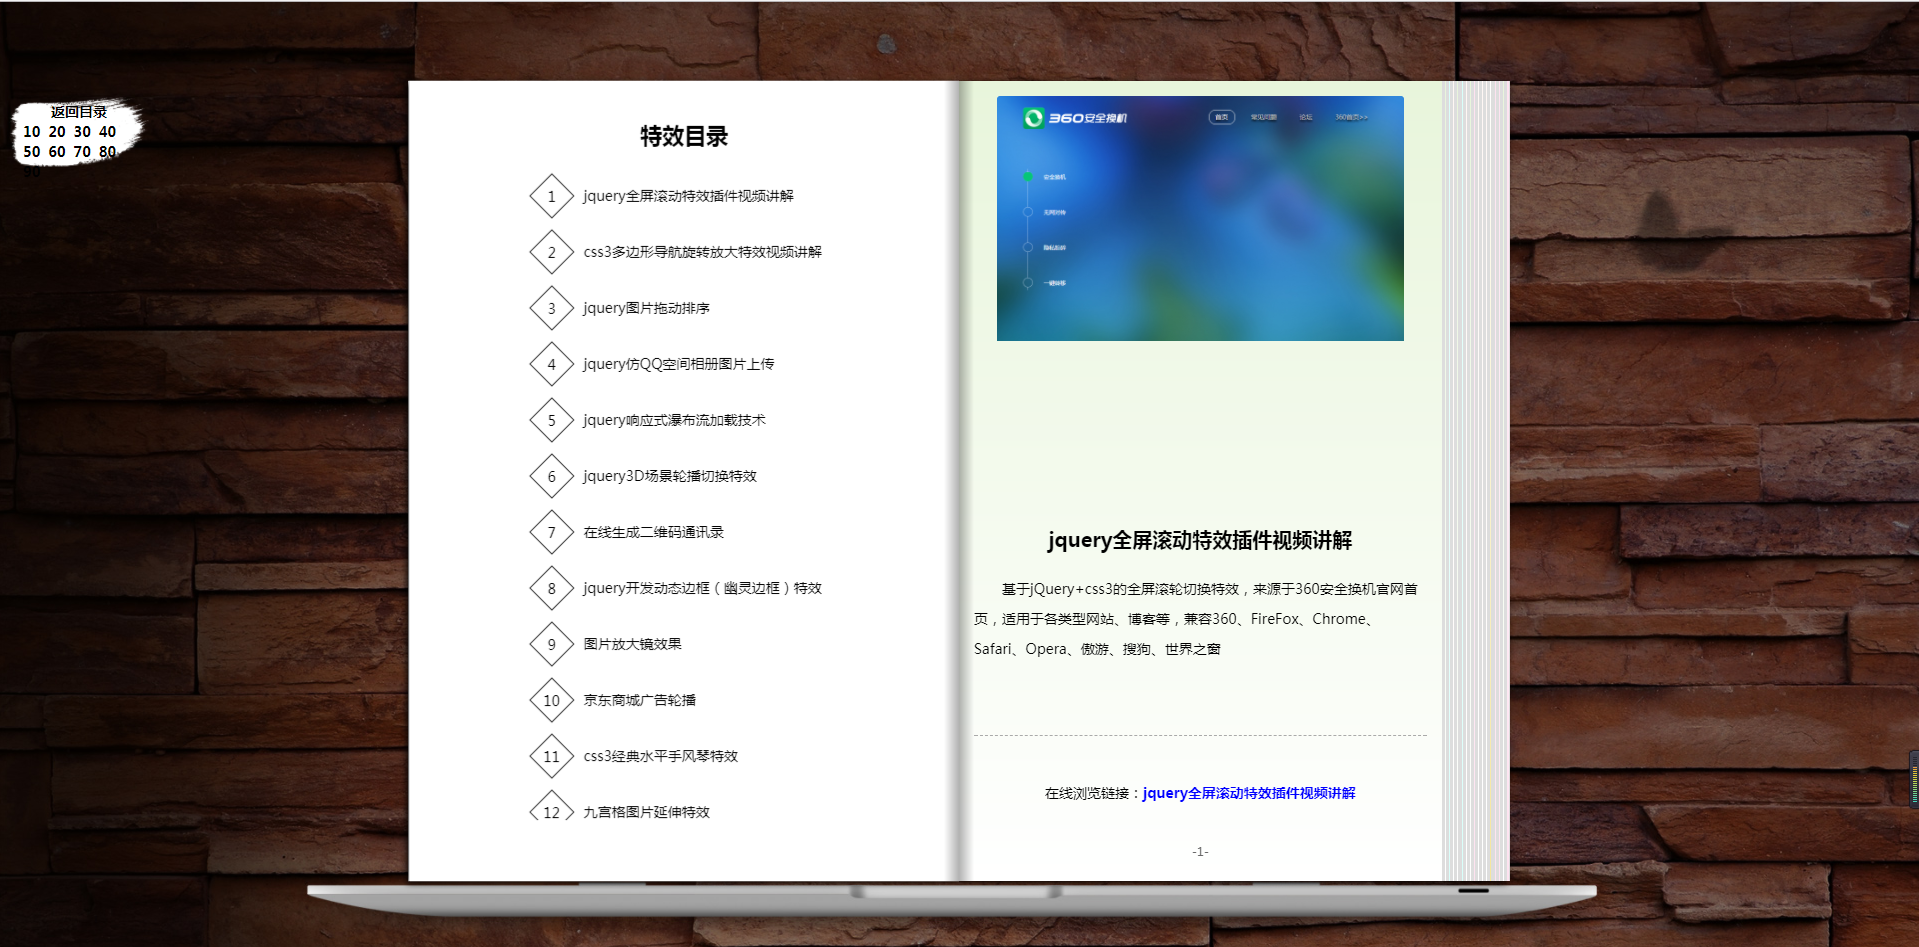 返回目录
10 20 30 40
50 60 70 80
90
特效目录
1 jquery全屏滚动特效插件视频讲解
2 css3多边形导航旋转放大特效视频讲解
3 jquery图片拖动排序
4 jquery仿QQ空间相册图片上传
5 jquery响应式瀑布流加载技术
6 jquery3D场景轮播切换特效
7 在线生成二维码通讯录
8 jquery开发动态边框（幽灵边框）特效
9 图片放大镜效果
10 京东商城广告轮播
11 css3经典水平手风琴特效
12 九宫格图片延伸特效
360安全换机 首页 常见问题 论坛 360首页>>
安全换机
无网对传
隐私粉碎
一键转移
jquery全屏滚动特效插件视频讲解
基于jQuery+css3的全屏滚轮切换特效，来源于360安全换机官网首
页，适用于各类型网站、博客等，兼容360、FireFox、Chrome、
Safari、Opera、傲游、搜狗、世界之窗
在线浏览链接：jquery全屏滚动特效插件视频讲解
-1-